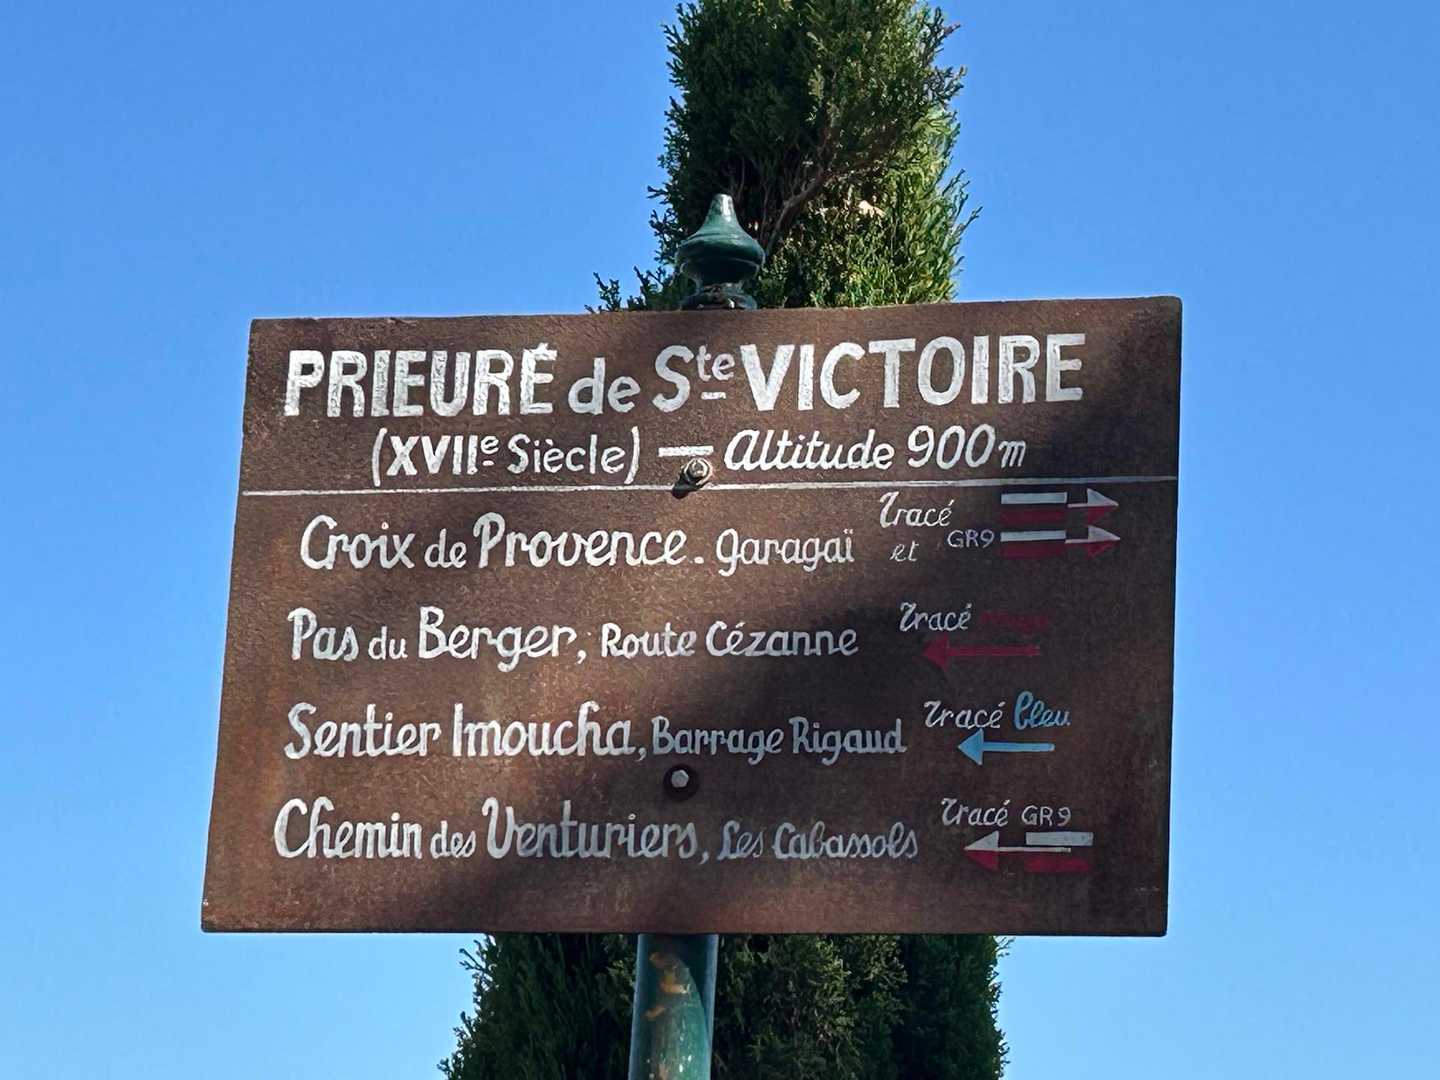 PRIEURÉ de Ste VICTOIRE
(XVIIe Siècle) — Altitude 900m
Croix de Provence. garagaï Tracé et GR9
Pas du Berger, Route Cézanne Tracé rouge
Sentier Imoucha, Barrage Rigaud Tracé bleu
Chemin des Venturiers, Les Cabassols Tracé GR9